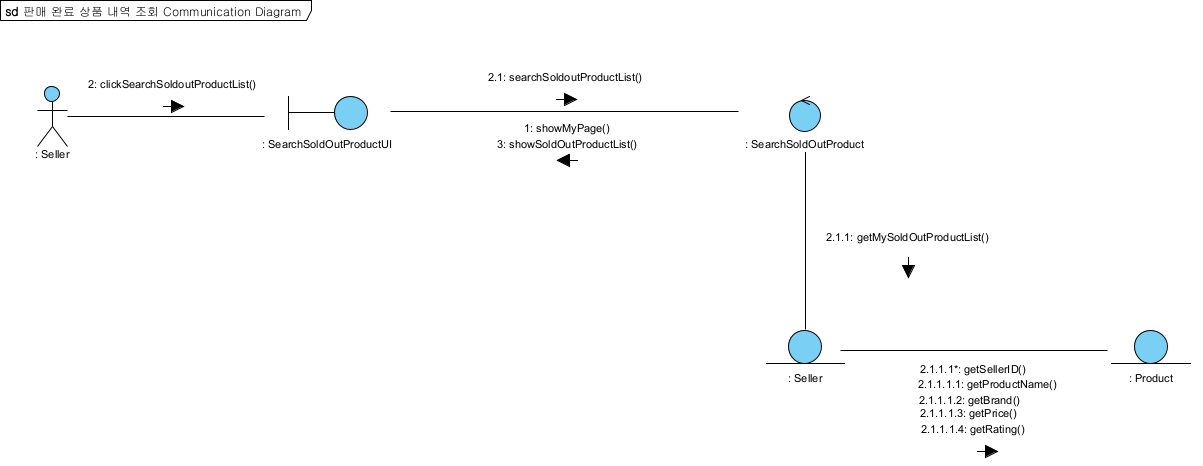 sd 판매 완료 상품 내역 조회 Communication Diagram
2: clickSearchSoldoutProductList()
2.1: searchSoldoutProductList()
1: showMyPage()
3: showSoldOutProductList()
: Seller
: SearchSoldOutProductUI
: SearchSoldOutProduct
2.1.1: getMySoldOutProductList()
: Seller
: Product
2.1.1.1*: getSellerID()
2.1.1.1.1: getProductName()
2.1.1.1.2: getBrand()
2.1.1.1.3: getPrice()
2.1.1.1.4: getRating()